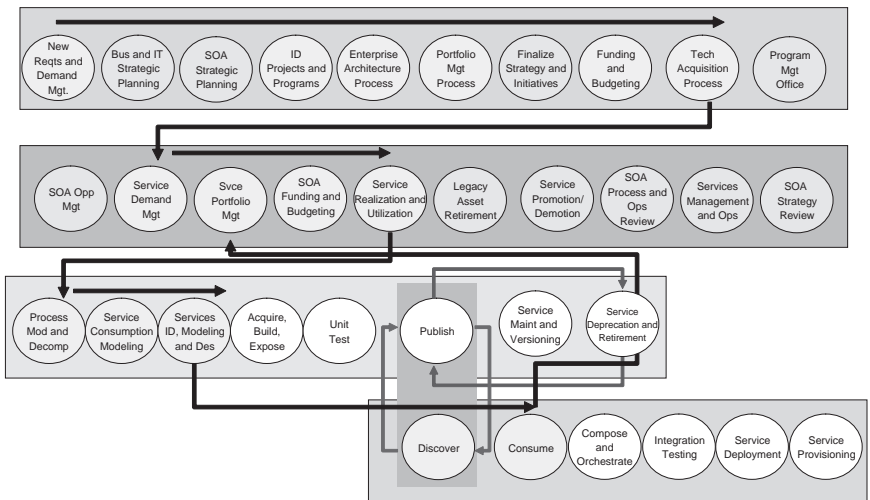 New
Reqts and
Demand
Mgt.
Bus and IT
Strategic
Planning
SOA
Strategic
Planning
ID
Projects and
Programs
Enterprise
Architecture
Process
Portfolio
Mgt
Process
Finalize
Strategy and
Initiatives
Funding
and
Budgeting
Tech
Acquisition
Process
Program
Mgt
Office
SOA Opp
Mgt
Service
Demand
Mgt
Svce
Portfolio
Mgt
SOA
Funding and
Budgeting
Service
Realization and
Utilization
Legacy
Asset
Retirement
Service
Promotion/
Demotion
SOA
Process and
Ops
Review
Services
Management
and Ops
SOA
Strategy
Review
Process
Mod and
Decomp
Service
Consumption
Modeling
Services
ID, Modeling
and Des
Acquire,
Build,
Expose
Unit
Test
Publish
Service
Maint and
Versioning
Service
Deprecation and
Retirement
Discover
Consume
Compose
and
Orchestrate
Integration
Testing
Service
Deployment
Service
Provisioning